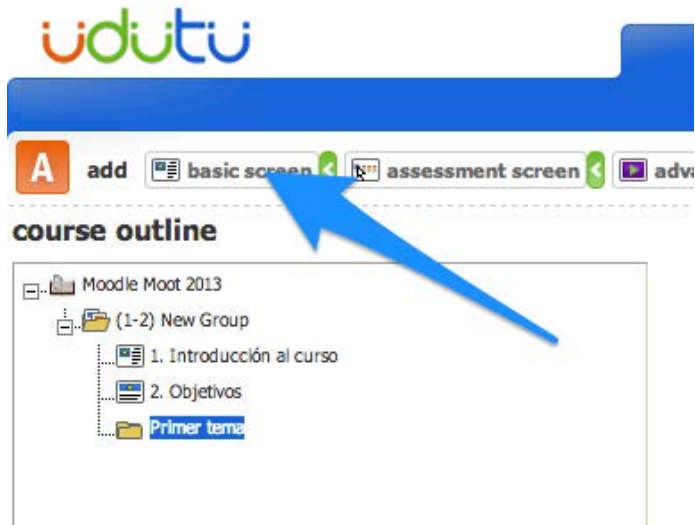 udutu
A add basic screen assessment screen adva
course outline
Moodle Moot 2013
(1-2) New Group
1. Introducción al curso
2. Objetivos
Primer tema